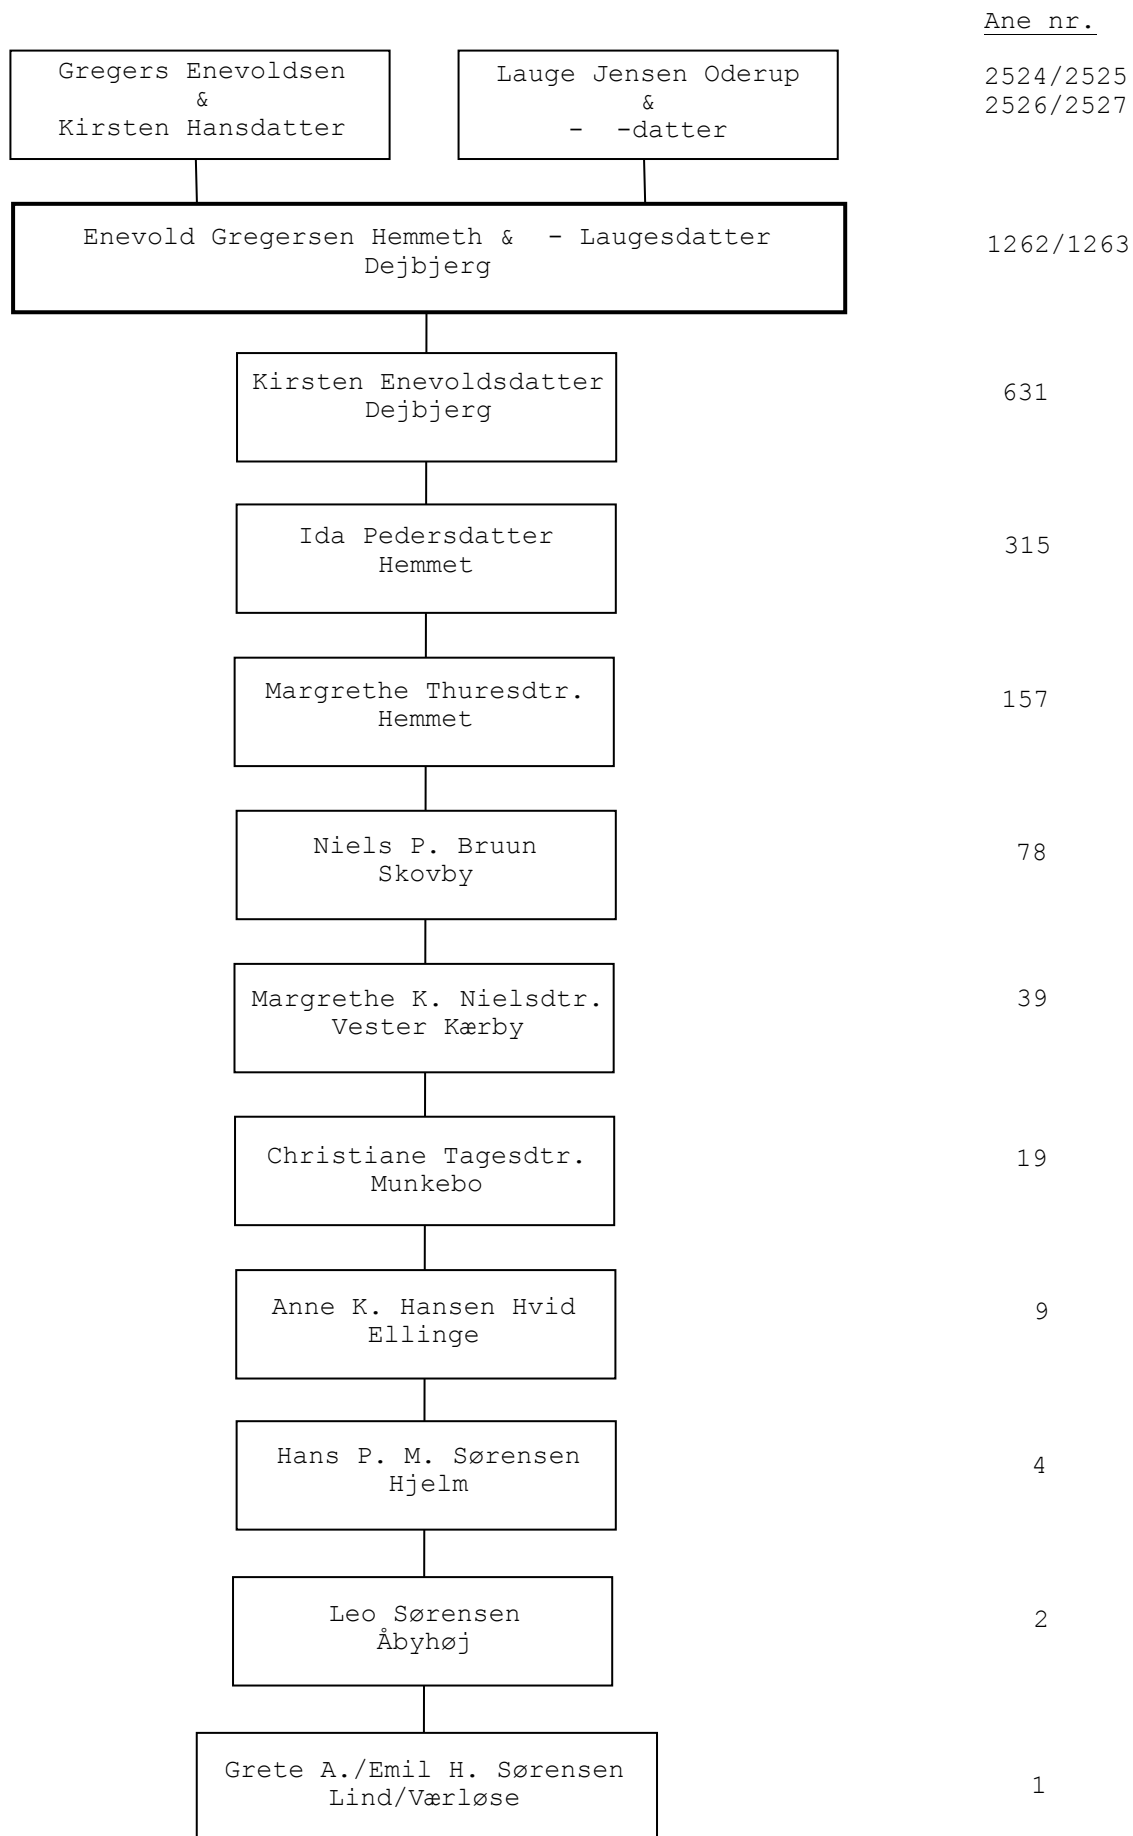 Ane nr.
Gregers Enevoldsen
&
Kirsten Hansdatter
Lauge Jensen Oderup
&
- -datter
2524/2525
2526/2527
Enevold Gregersen Hemmeth & - Laugesdatter
Dejbjerg
1262/1263
Kirsten Enevoldsdatter
Dejbjerg
631
Ida Pedersdatter
Hemmet
315
Margrethe Thuresdtr.
Hemmet
157
Niels P. Bruun
Skovby
78
Margrethe K. Nielsdtr.
Vester Kærby
39
Christiane Tagesdtr.
Munkebo
19
Anne K. Hansen Hvid
Ellinge
9
Hans P. M. Sørensen
Hjelm
4
Leo Sørensen
Åbyhøj
2
Grete A./Emil H. Sørensen
Lind/Værløse
1